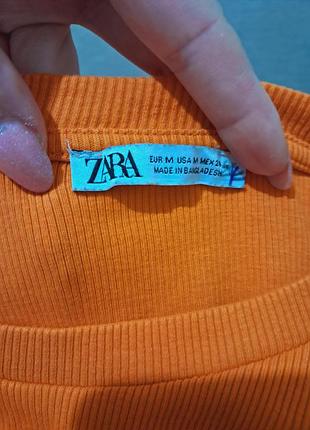 ZARA
EUR M USA M MEX 28
MADE IN BANGLADESH